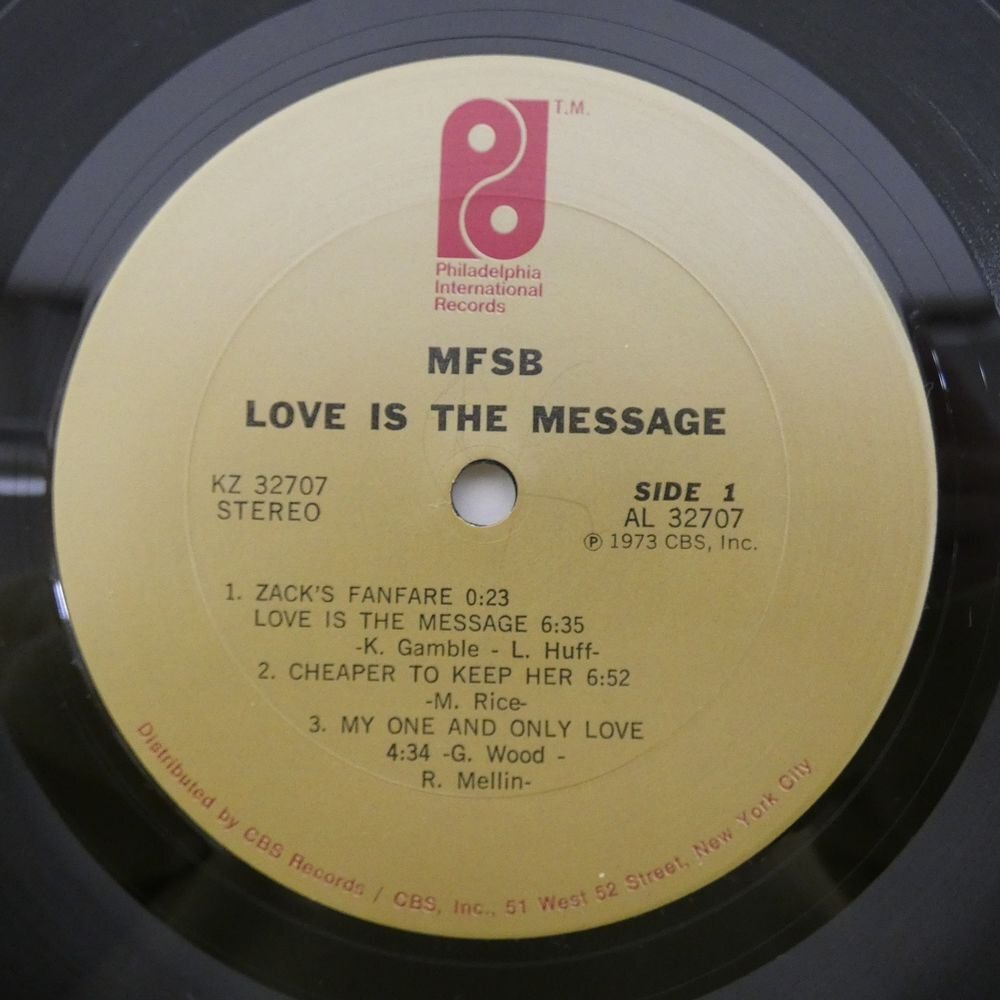 T.M.
Philadelphia
International
Records
MFSB
LOVE IS THE MESSAGE
KZ 32707
STEREO
SIDE 1
AL 32707
Ⓟ 1973 CBS, Inc.
1. ZACK'S FANFARE 0:23
LOVE IS THE MESSAGE 6:35
-K. Gamble - L. Huff-
2. CHEAPER TO KEEP HER 6:52
-M. Rice-
3. MY ONE AND ONLY LOVE
4:34 -G. Wood -
R. Mellin-
Distributed by CBS Records / CBS, Inc., 51 West 52 Street, New York City